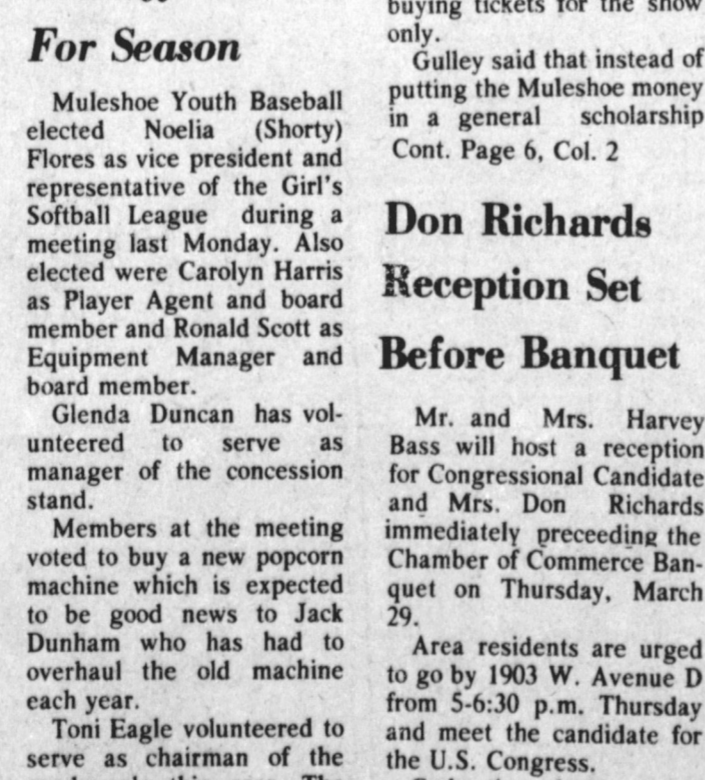 For Season
Muleshoe Youth Baseball
elected Noelia (Shorty)
Flores as vice president and
representative of the Girl's
Softball League during a
meeting last Monday. Also
elected were Carolyn Harris
as Player Agent and board
member and Ronald Scott as
Equipment Manager and
board member.
Glenda Duncan has vol-
unteered to serve as
manager of the concession
stand.
Members at the meeting
voted to buy a new popcorn
machine which is expected
to be good news to Jack
Dunham who has had to
overhaul the old machine
each year.
Toni Eagle volunteered to
serve as chairman of the
buying tickets for the show
only.
Gulley said that instead of
putting the Muleshoe money
in a general scholarship
Cont. Page 6, Col. 2
Don Richards
Reception Set
Before Banquet
Mr. and Mrs. Harvey
Bass will host a reception
for Congressional Candidate
and Mrs. Don Richards
immediately preceeding the
Chamber of Commerce Ban-
quet on Thursday, March
29.
Area residents are urged
to go by 1903 W. Avenue D
from 5-6:30 p.m. Thursday
and meet the candidate for
the U.S. Congress.